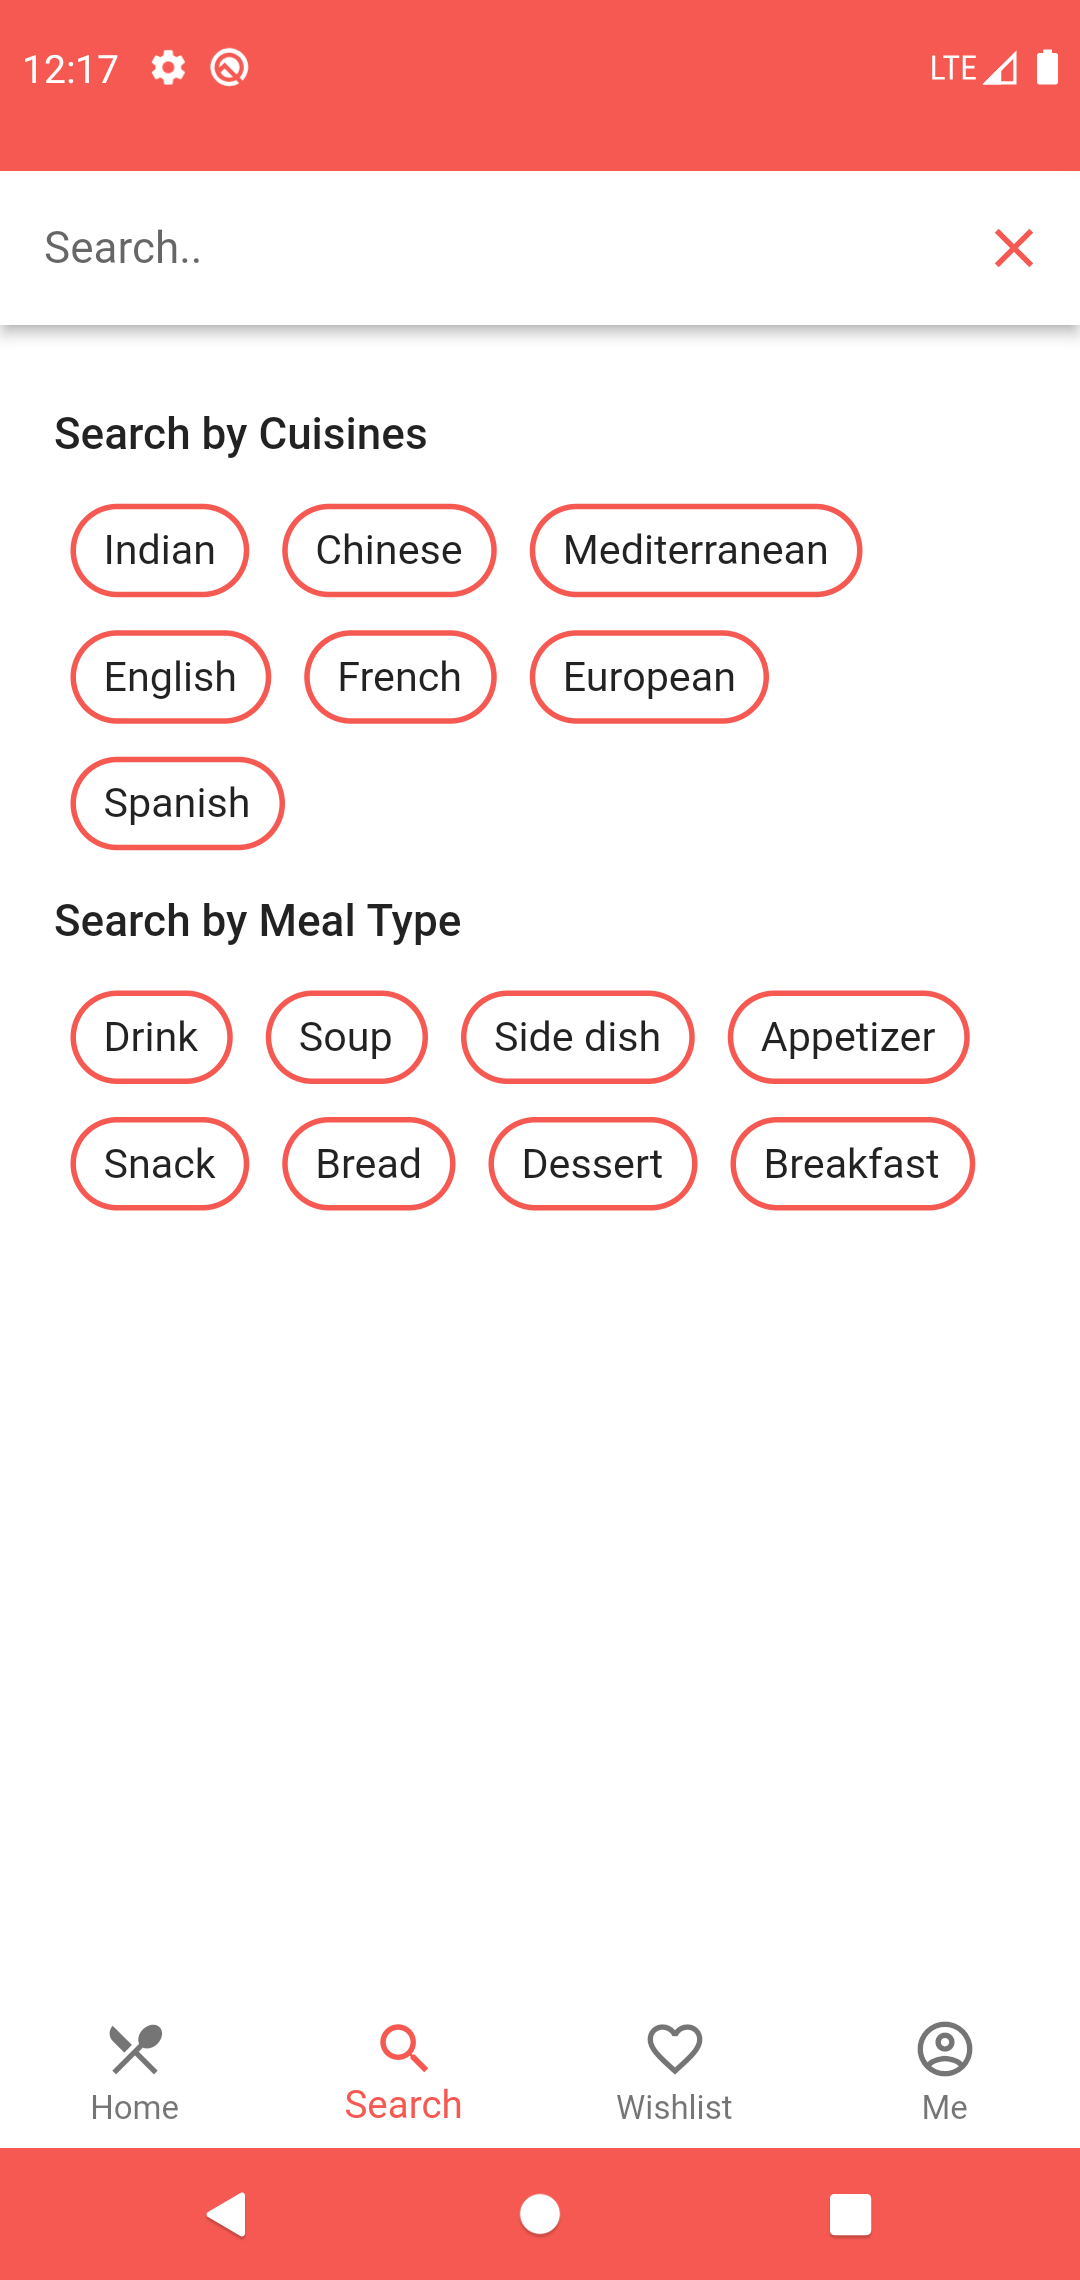 12:17 LTE
Search..
Search by Cuisines
Indian Chinese Mediterranean
English French European
Spanish
Search by Meal Type
Drink Soup Side dish Appetizer
Snack Bread Dessert Breakfast
Home Search Wishlist Me